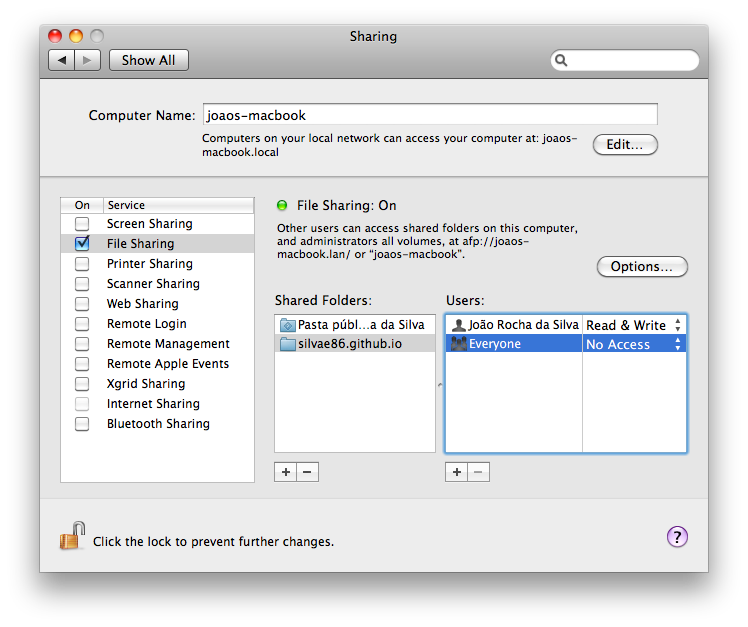 Sharing
Show All
Computer Name: joaos-macbook
Computers on your local network can access your computer at: joaos-
macbook.local
Edit...
On Service
Screen Sharing
File Sharing
Printer Sharing
Scanner Sharing
Web Sharing
Remote Login
Remote Management
Remote Apple Events
Xgrid Sharing
Internet Sharing
Bluetooth Sharing
File Sharing: On
Other users can access shared folders on this computer,
and administrators all volumes, at afp://joaos-
macbook.lan/ or “joaos-macbook”.
Options...
Shared Folders:
Pasta públ...a da Silva
silvae86.github.io
Users:
João Rocha da Silva Read & Write
Everyone No Access
Click the lock to prevent further changes.
?